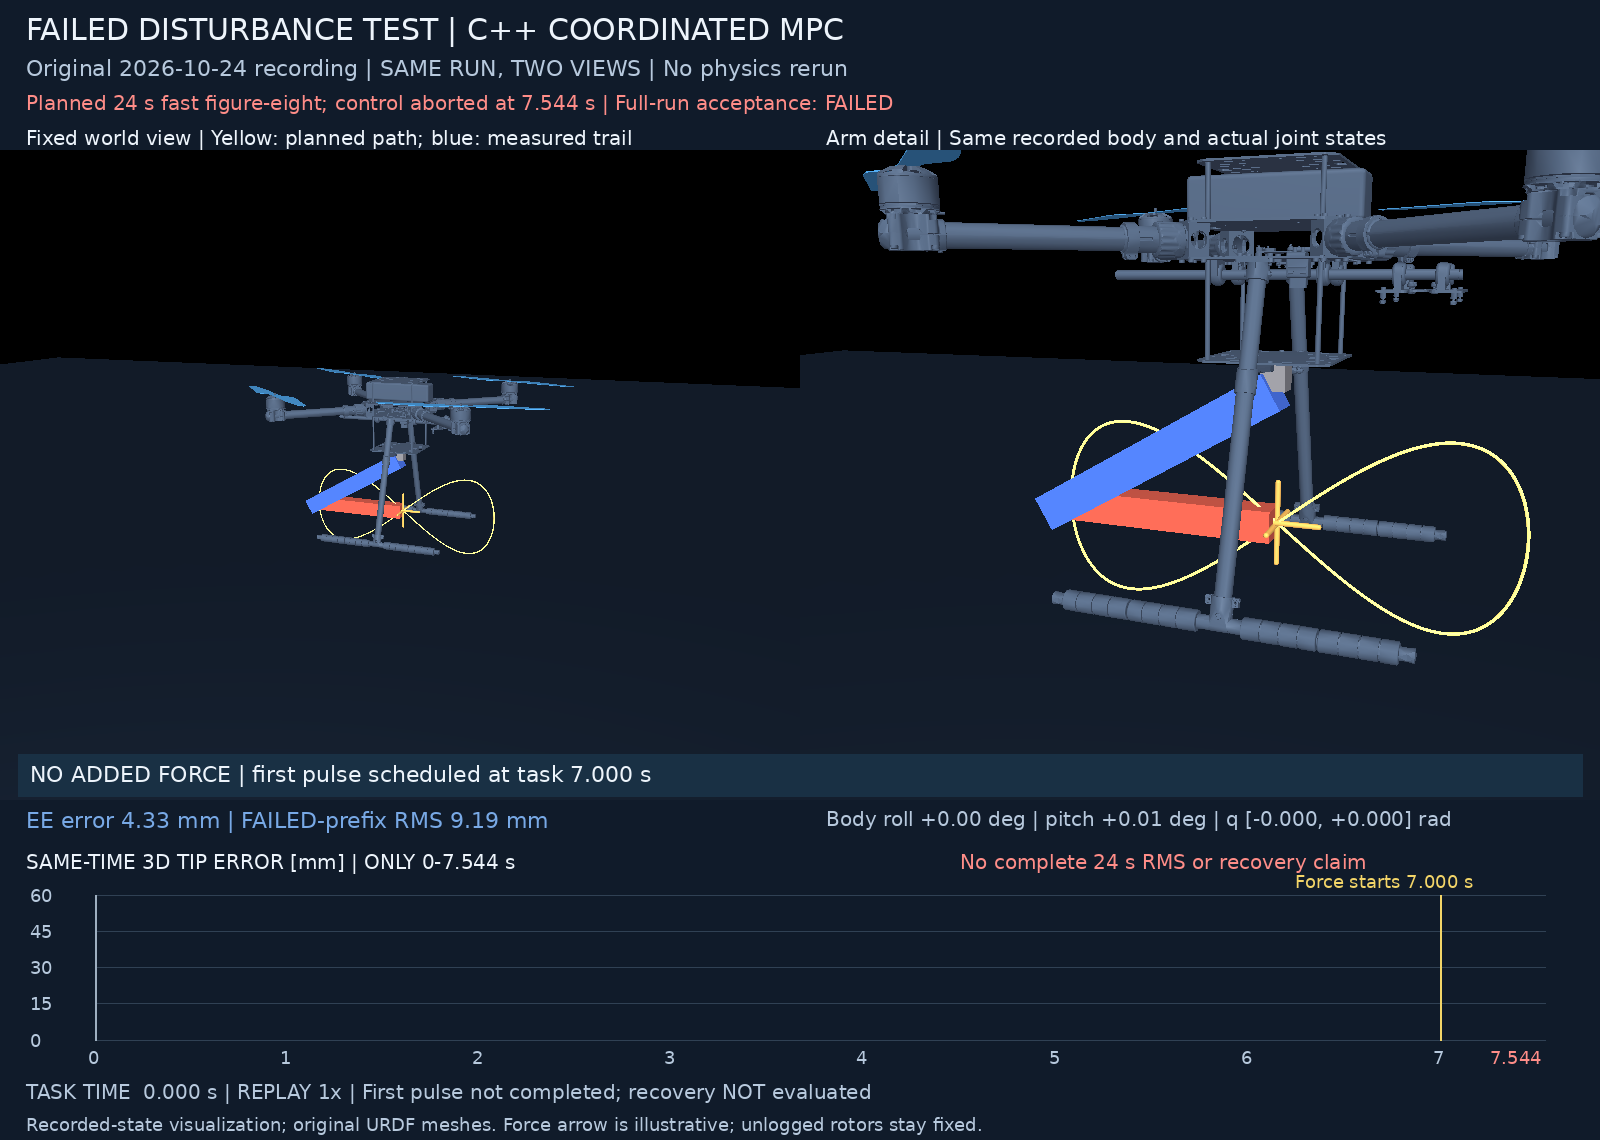 FAILED DISTURBANCE TEST | C++ COORDINATED MPC
Original 2026-10-24 recording | SAME RUN, TWO VIEWS | No physics rerun
Planned 24 s fast figure-eight; control aborted at 7.544 s | Full-run acceptance: FAILED
Fixed world view | Yellow: planned path; blue: measured trail
Arm detail | Same recorded body and actual joint states
NO ADDED FORCE | first pulse scheduled at task 7.000 s
EE error 4.33 mm | FAILED-prefix RMS 9.19 mm
Body roll +0.00 deg | pitch +0.01 deg | q [-0.000, +0.000] rad
SAME-TIME 3D TIP ERROR [mm] | ONLY 0-7.544 s
No complete 24 s RMS or recovery claim
Force starts 7.000 s
60
45
30
15
0
0 1 2 3 4 5 6 7 7.544
TASK TIME 0.000 s | REPLAY 1x | First pulse not completed; recovery NOT evaluated
Recorded-state visualization; original URDF meshes. Force arrow is illustrative; unlogged rotors stay fixed.